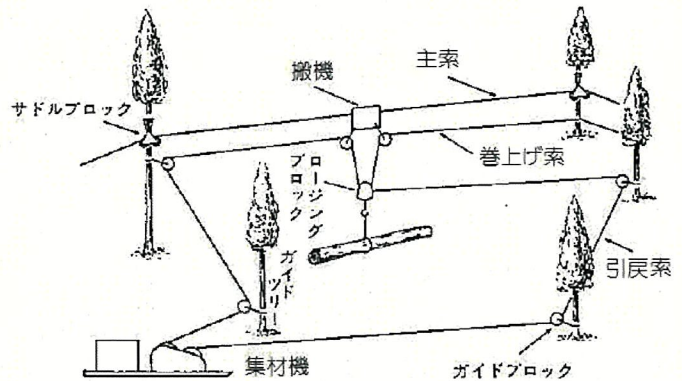 搬機
主索
サドルブロック
巻上げ索
ロージング
ブロック
ガイド
ツリー
引戻索
集材機
ガイドブロック